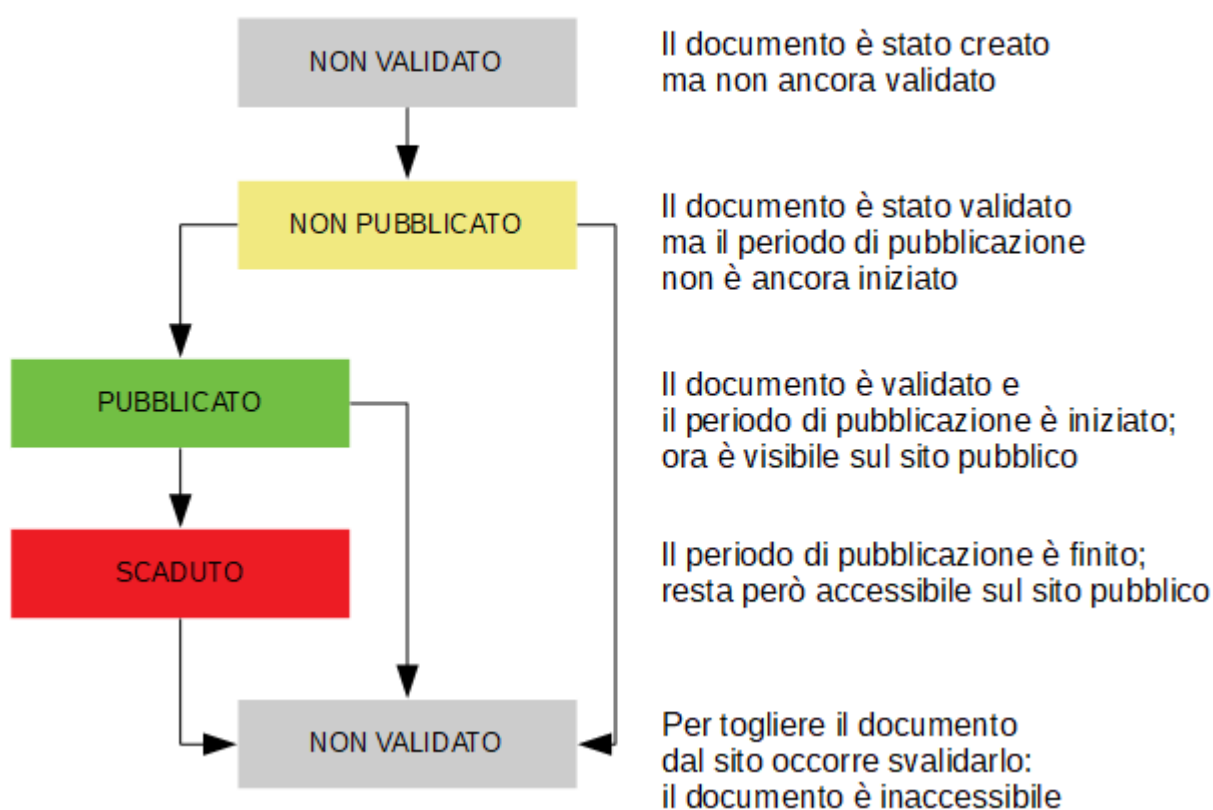 NON VALIDATO
Il documento è stato creato
ma non ancora validato
NON PUBBLICATO
Il documento è stato validato
ma il periodo di pubblicazione
non è ancora iniziato
PUBBLICATO
Il documento è validato e
il periodo di pubblicazione è iniziato;
ora è visibile sul sito pubblico
SCADUTO
Il periodo di pubblicazione è finito;
resta però accessibile sul sito pubblico
NON VALIDATO
Per togliere il documento
dal sito occorre svalidarlo:
il documento è inaccessibile